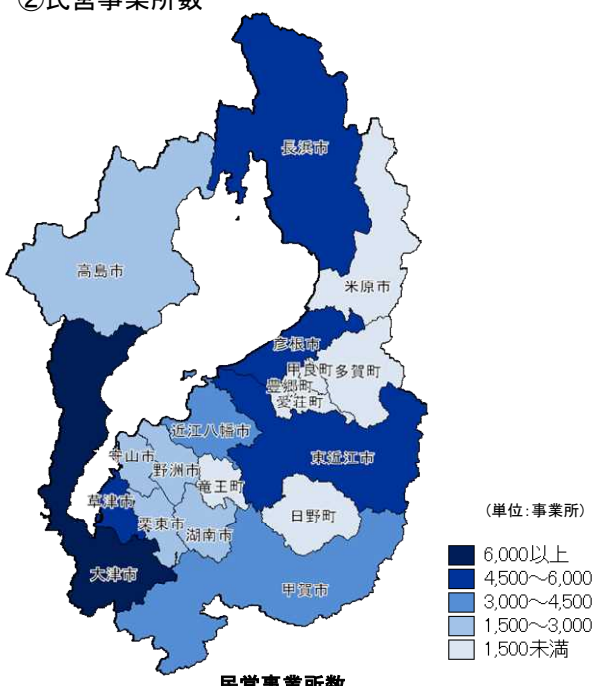 ②民営事業所数
長浜市
高島市
米原市
彦根市
甲良町
多賀町
豊郷町
愛荘町
近江八幡市
守山市
野洲市
東近江市
竜王町
草津市
日野町
栗東市
湖南市
大津市
甲賀市
(単位:事業所)
6,000以上
4,500～6,000
3,000～4,500
1,500～3,000
1,500未満
民営事業所数